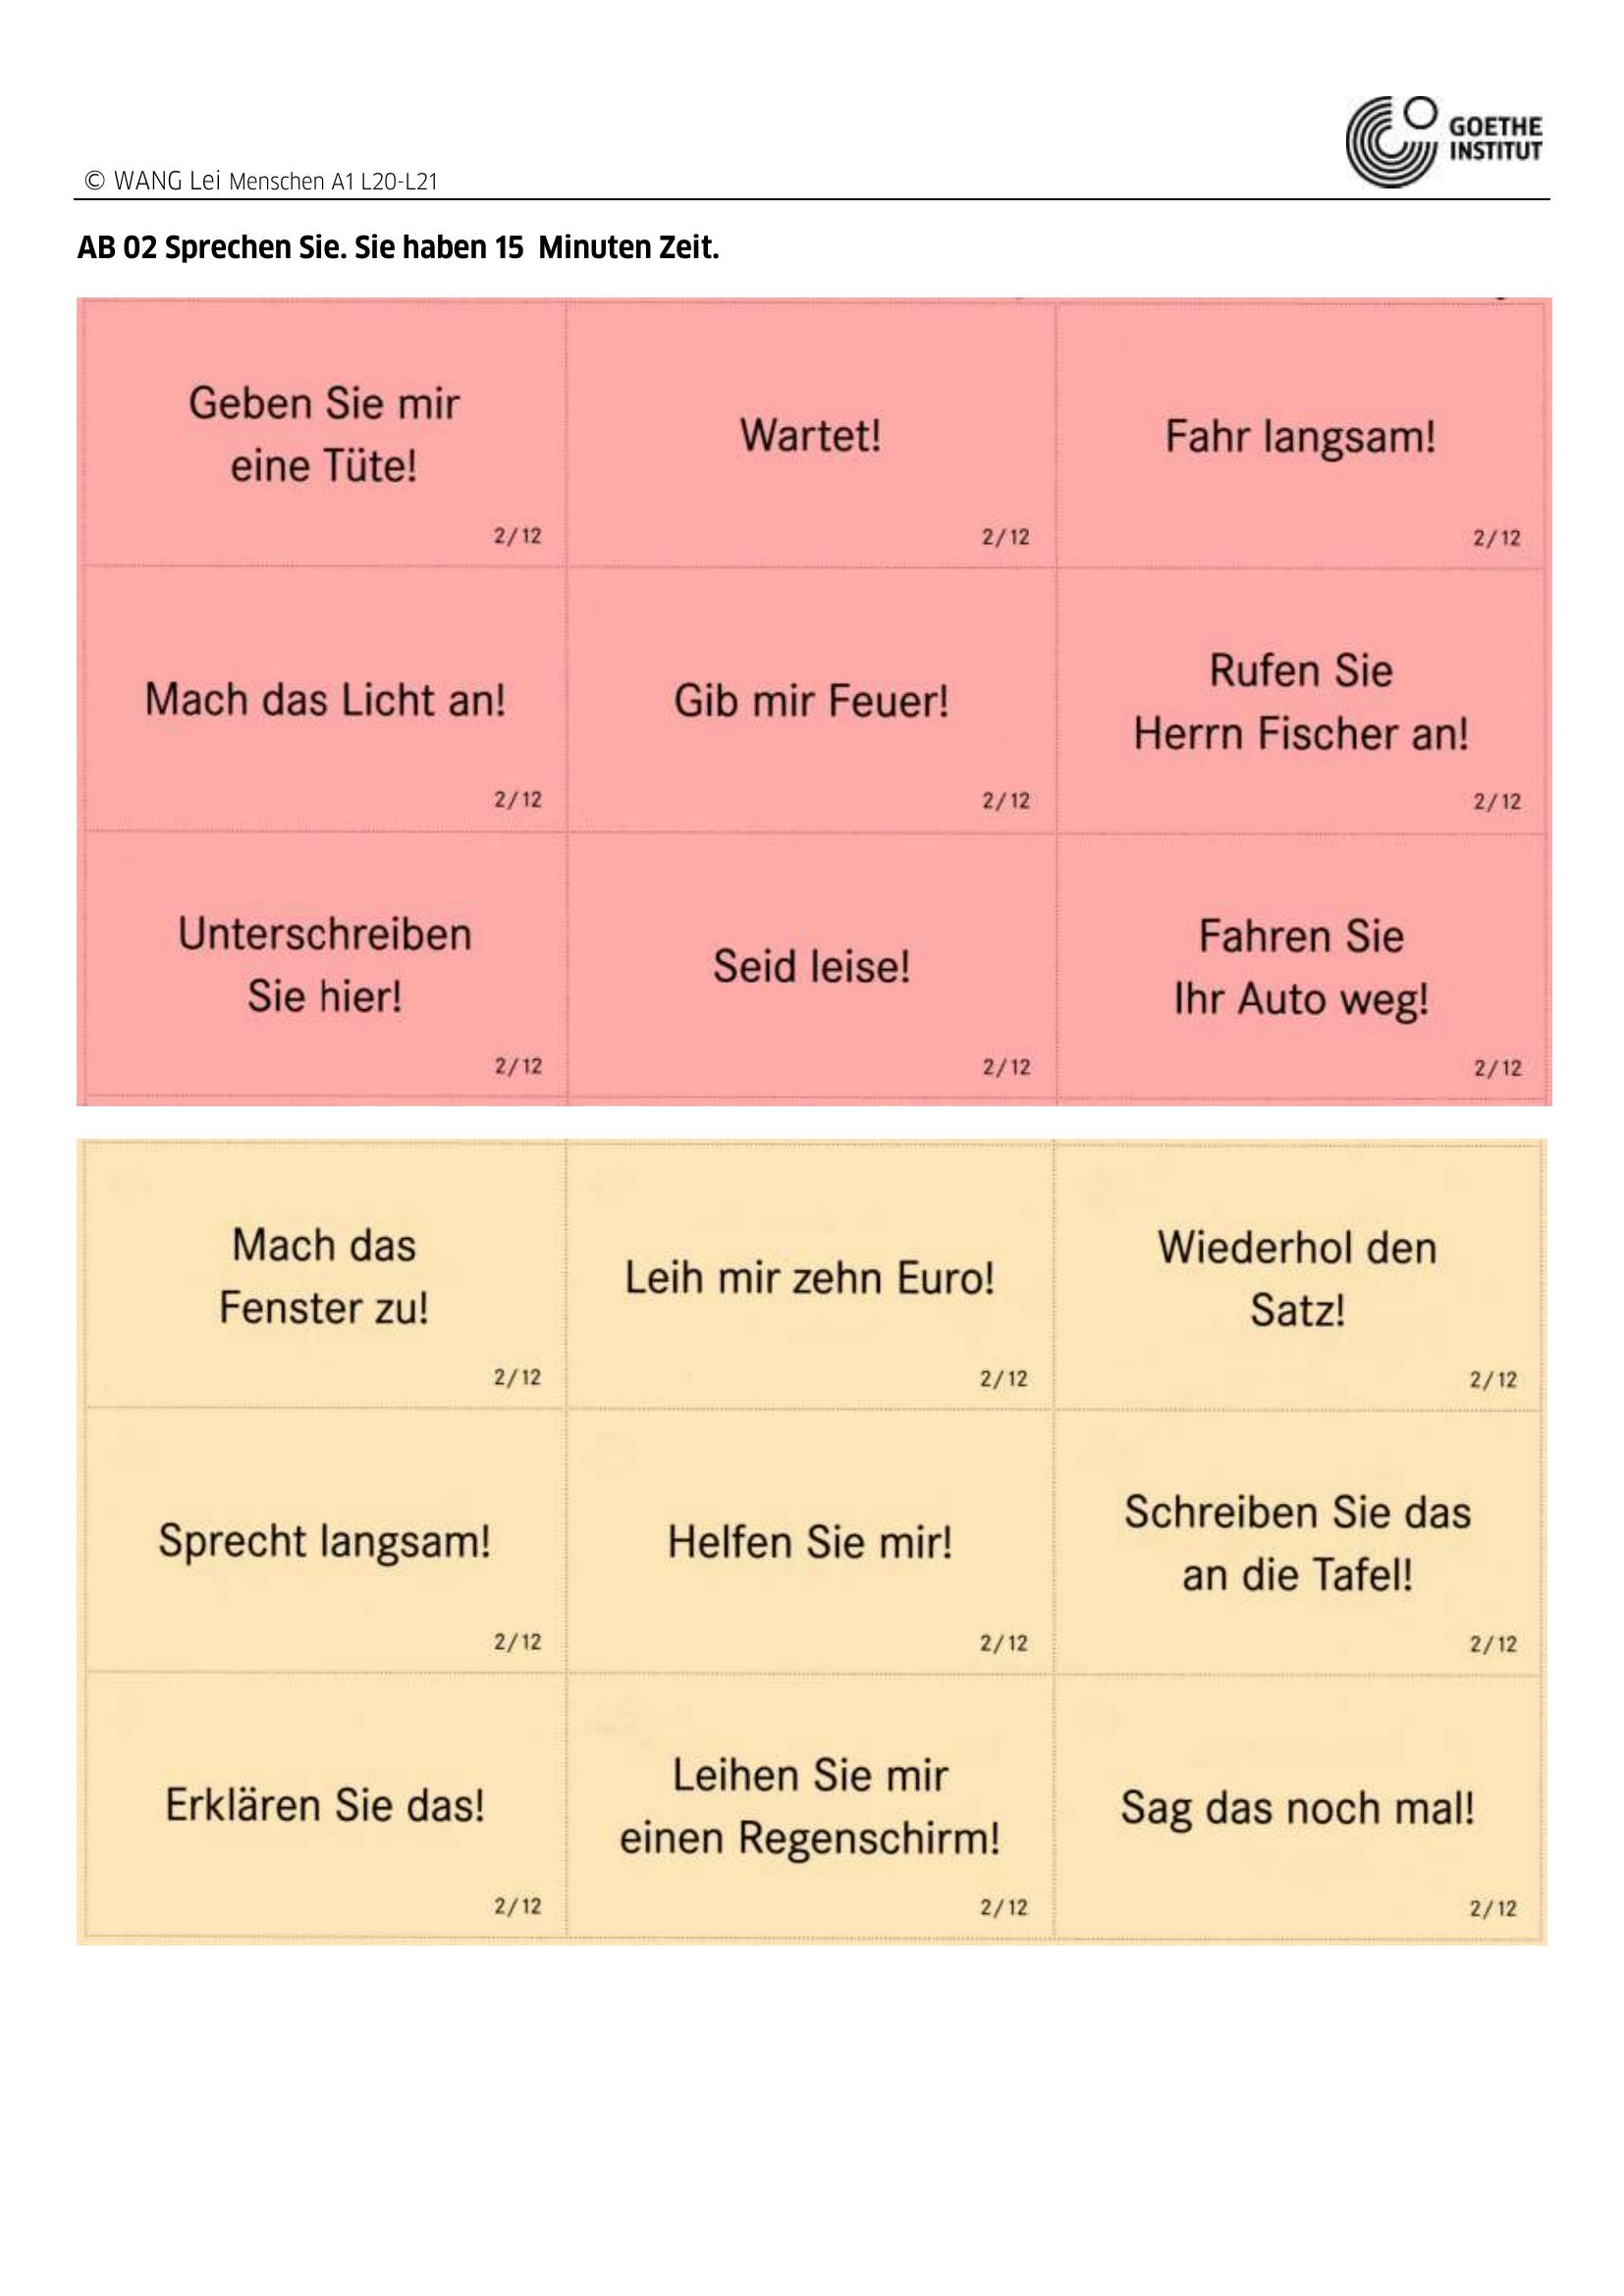 GOETHE
INSTITUT
© WANG Lei Menschen A1 L20-L21
AB 02 Sprechen Sie. Sie haben 15  Minuten Zeit.
Geben Sie mir
eine Tüte!
2/12
Wartet!
2/12
Fahr langsam!
2/12
Mach das Licht an!
2/12
Gib mir Feuer!
2/12
Rufen Sie
Herrn Fischer an!
2/12
Unterschreiben
Sie hier!
2/12
Seid leise!
2/12
Fahren Sie
Ihr Auto weg!
2/12
Mach das
Fenster zu!
2/12
Leih mir zehn Euro!
2/12
Wiederhol den
Satz!
2/12
Sprecht langsam!
2/12
Helfen Sie mir!
2/12
Schreiben Sie das
an die Tafel!
2/12
Erklären Sie das!
2/12
Leihen Sie mir
einen Regenschirm!
2/12
Sag das noch mal!
2/12